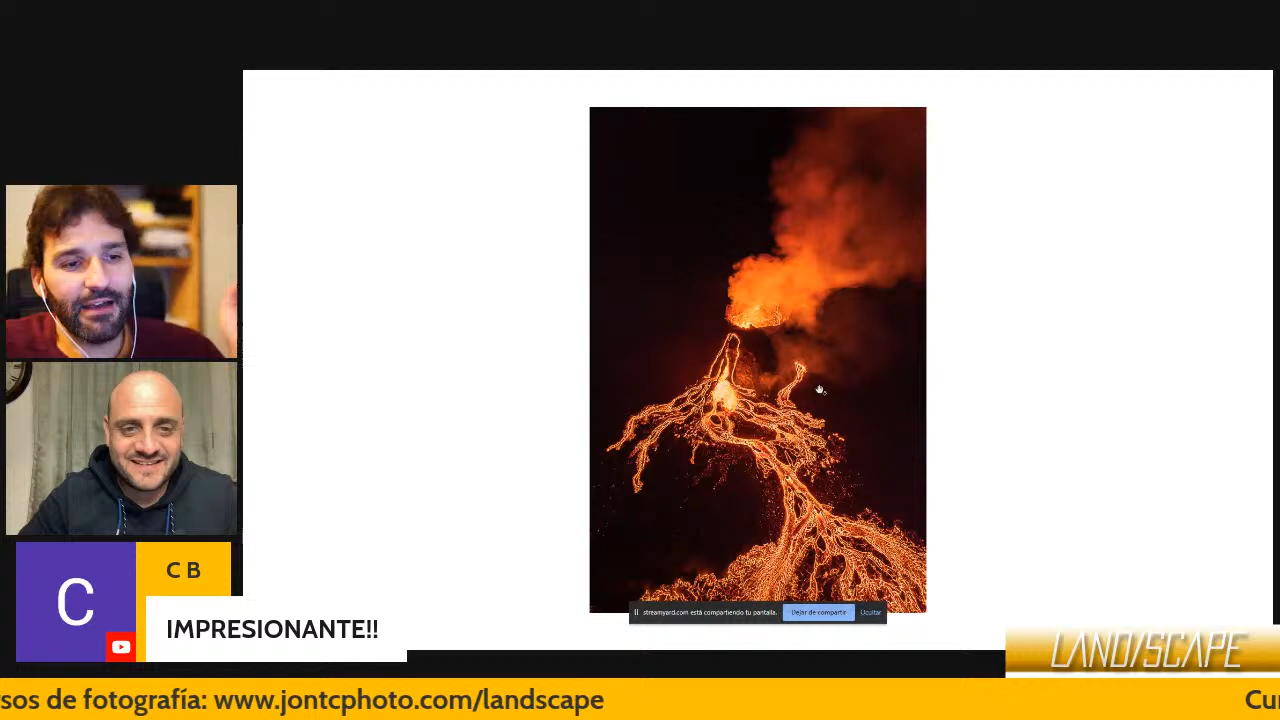 C
C B
IMPRESIONANTE!!
streamyard.com está compartiendo tu pantalla.
Dejar de compartir
Ocultar
LAND/SCAPE
sos de fotografía: www.jontcphoto.com/landscape
Cur